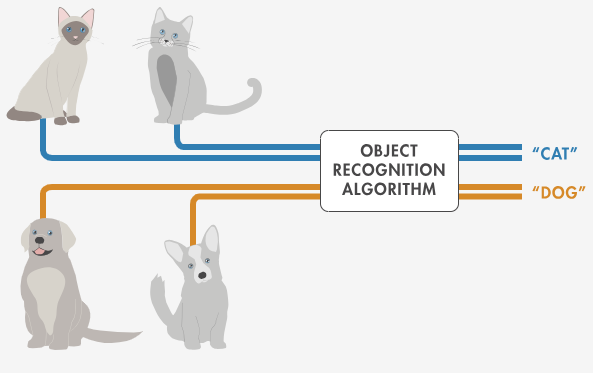 OBJECT
RECOGNITION
ALGORITHM
“CAT”
“DOG”